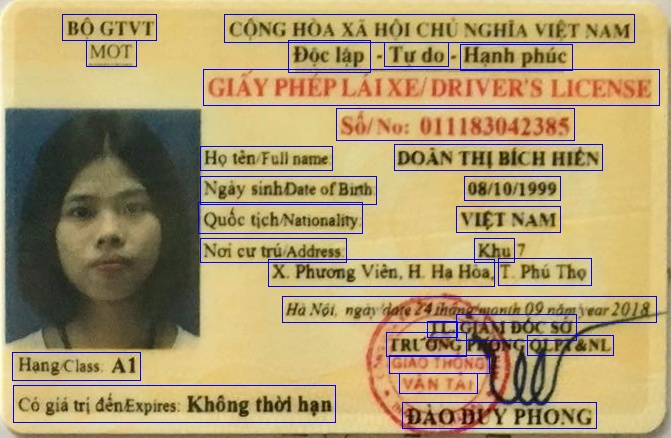 BỘ GTVT
MOT
CỘNG HÒA XÃ HỘI CHỦ NGHĨA VIỆT NAM
Độc lập - Tự do - Hạnh phúc
GIẤY PHÉP LÁI XE/ DRIVER'S LICENSE
Số/No: 011183042385
Họ tên/Full name: DOÃN THỊ BÍCH HIỀN
Ngày sinh/Date of Birth: 08/10/1999
Quốc tịch/Nationality: VIỆT NAM
Nơi cư trú/Address: Khu 7
X. Phương Viên, H. Hạ Hòa, T. Phú Thọ
Hà Nội, ngày/date 24 tháng/month 09 năm/year 2018
TL. GIÁM ĐỐC SỞ
TRƯỞNG PHÒNG QLPT&NL
GIAO THÔNG
VẬN TẢI
Hạng/Class: A1
Có giá trị đến/Expires: Không thời hạn
ĐÀO DUY PHONG